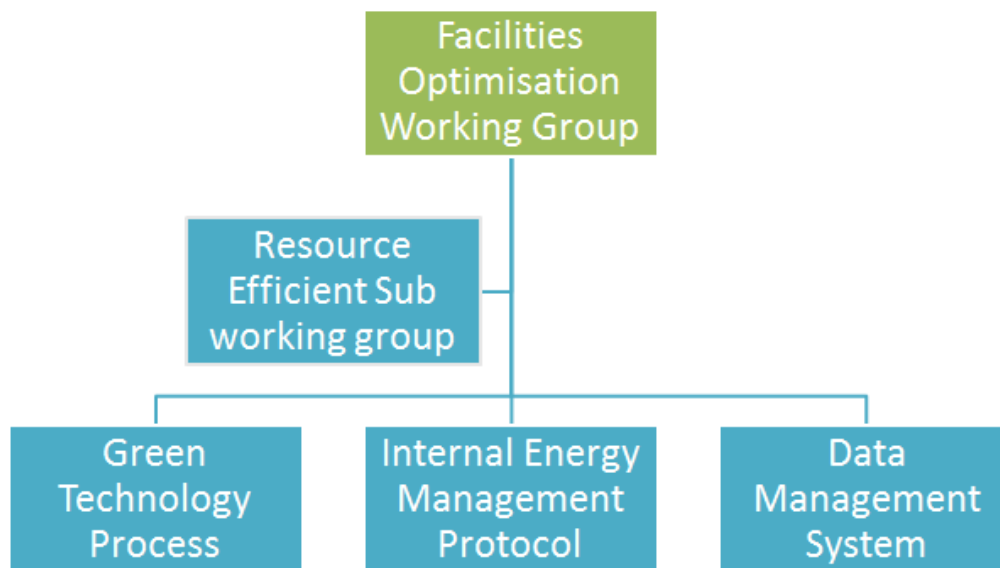 Facilities
Optimisation
Working Group
Resource
Efficient Sub
working group
Green
Technology
Process
Internal Energy
Management
Protocol
Data
Management
System